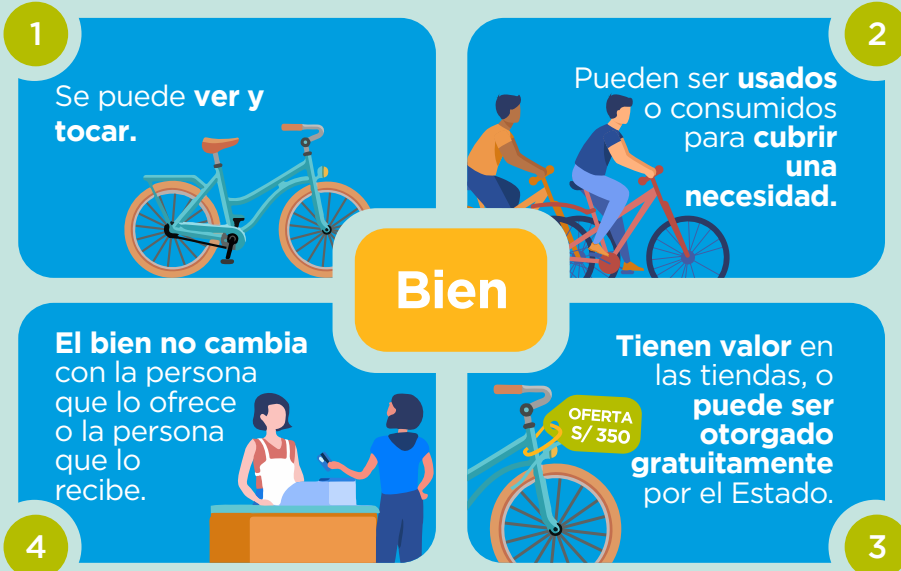 1
Se puede ver y
tocar.
2
Pueden ser usados
o consumidos
para cubrir
una
necesidad.
Bien
El bien no cambia
con la persona
que lo ofrece
o la persona
que lo
recibe.
4
Tienen valor en
las tiendas, o
puede ser
otorgado
gratuitamente
por el Estado.
OFERTA
S/ 350
3